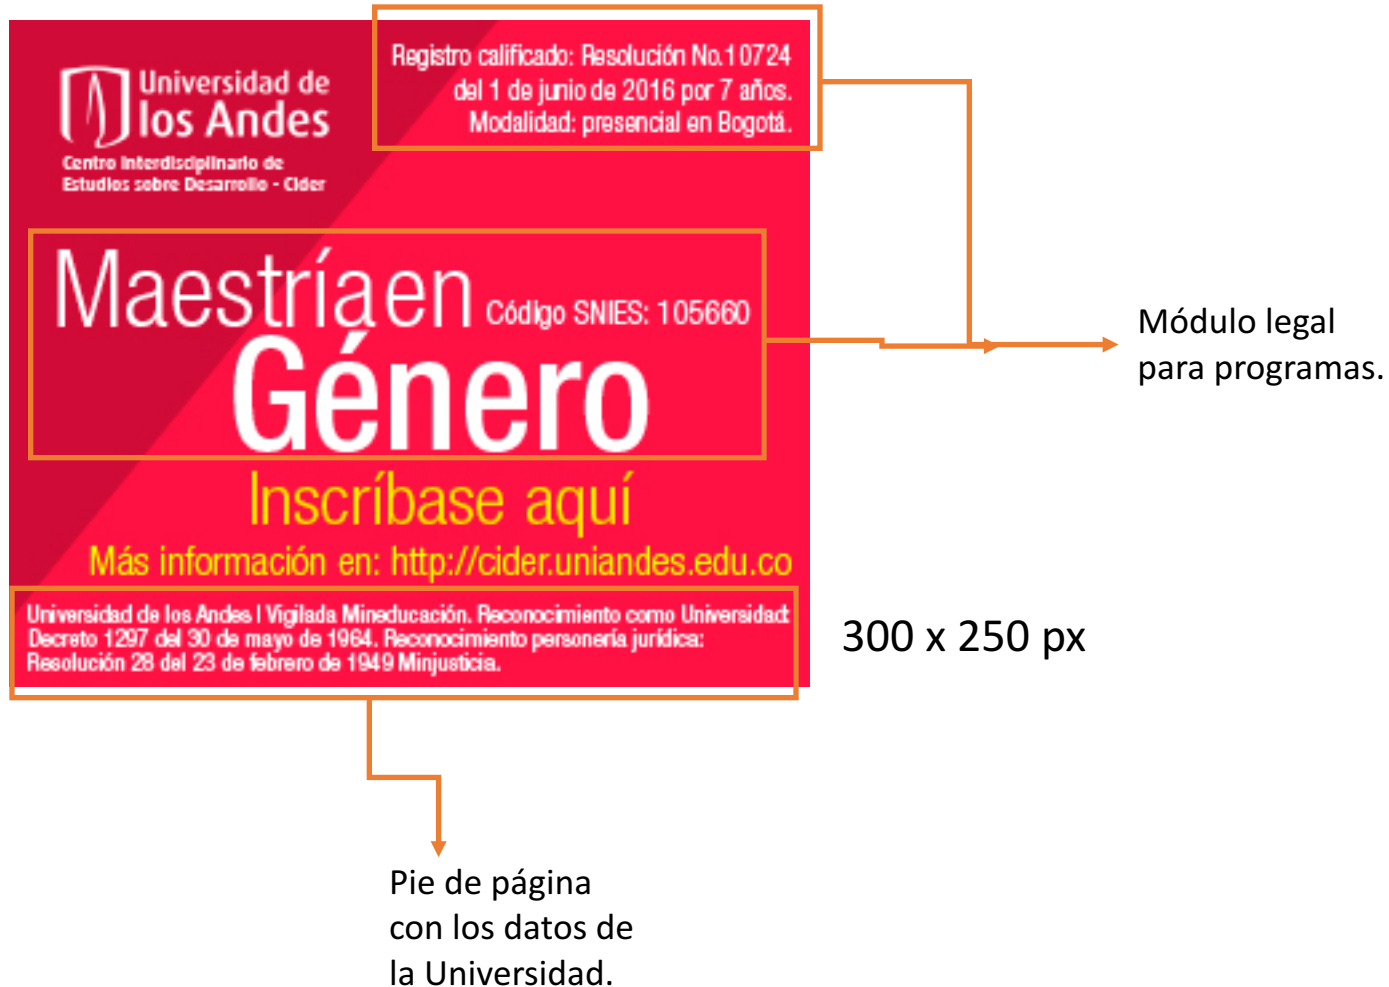 Universidad de
los Andes
Centro Interdisciplinario de
Estudios sobre Desarrollo - Cider
Registro calificado: Resolución No.10724
del 1 de junio de 2016 por 7 años.
Modalidad: presencial en Bogotá.
Maestría en Código SNIES: 105660
Género
Inscríbase aquí
Más información en: http://cider.uniandes.edu.co
Universidad de los Andes | Vigilada Mineducación. Reconocimiento como Universidad:
Decreto 1297 del 30 de mayo de 1964. Reconocimiento personería jurídica:
Resolución 28 del 23 de febrero de 1949 Minjusticia.
Módulo legal
para programas.
300 x 250 px
Pie de página
con los datos de
la Universidad.